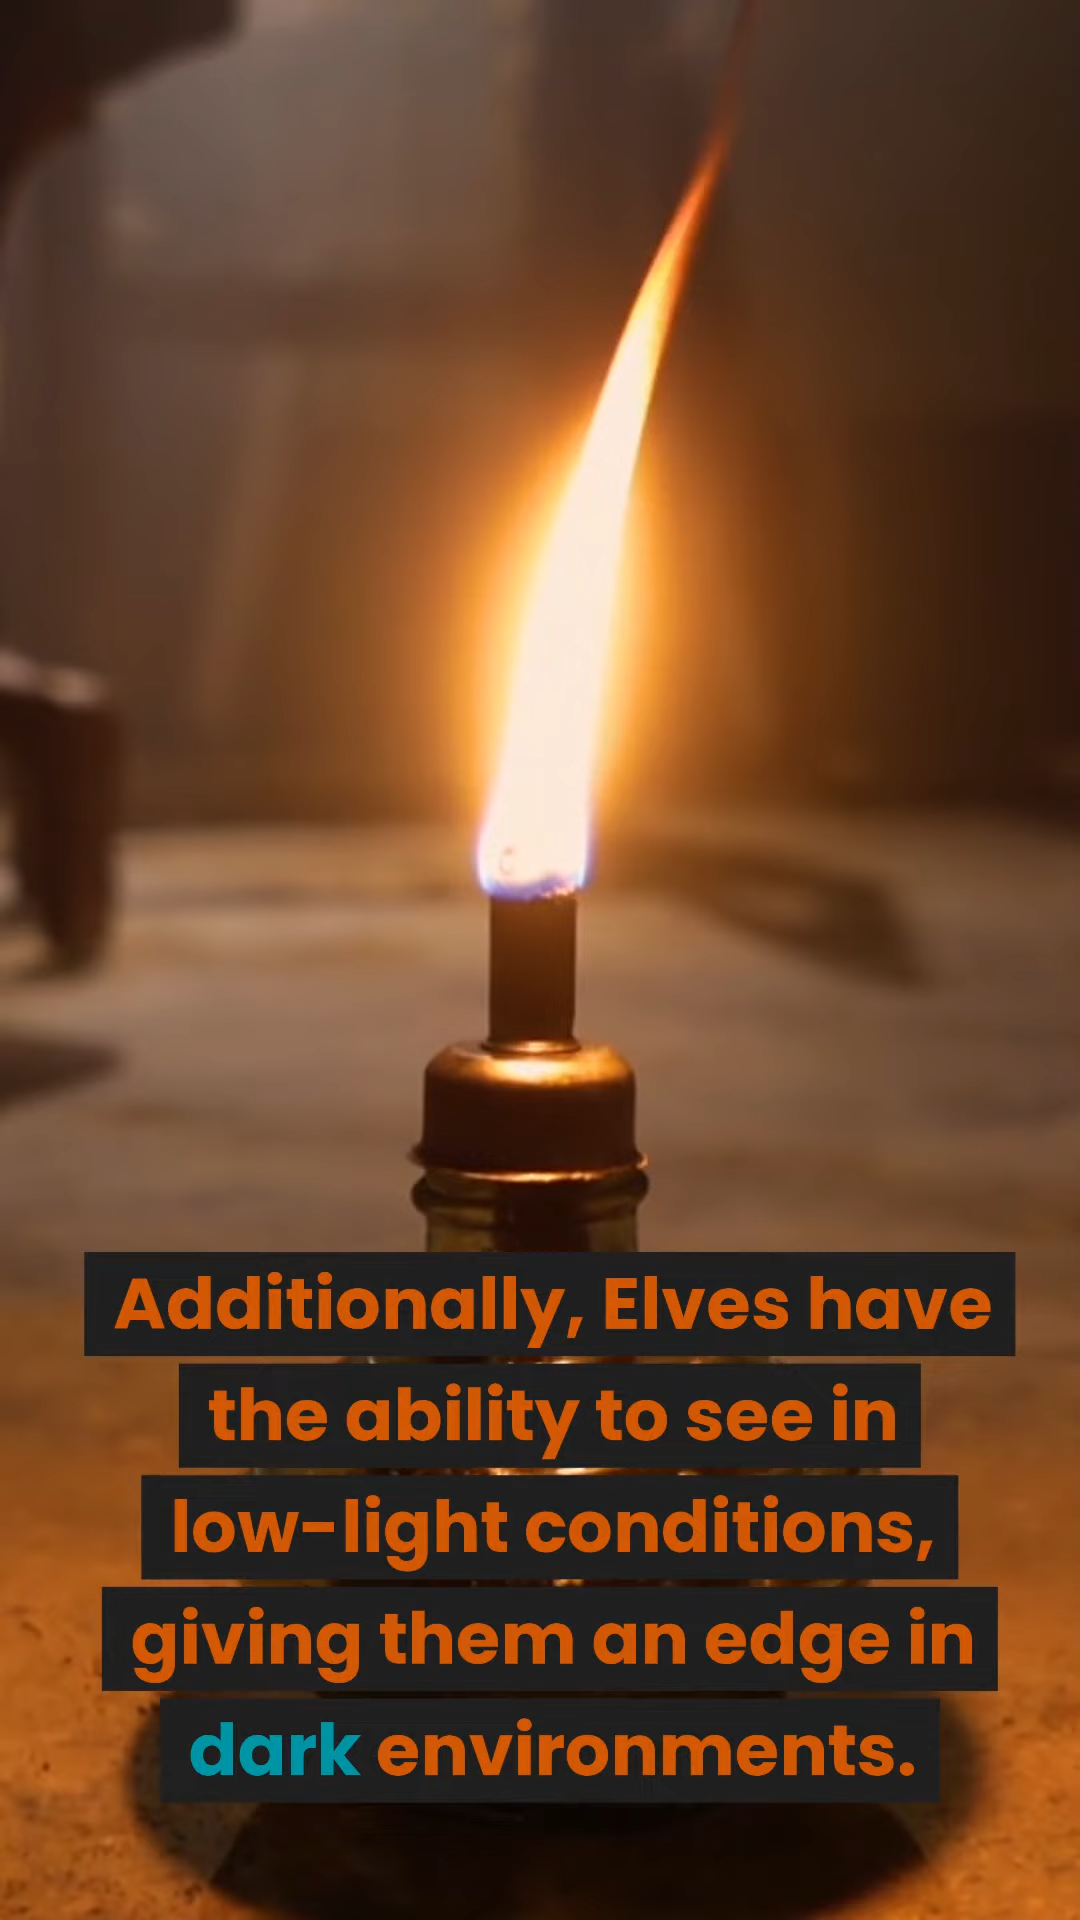 Additionally, Elves have
the ability to see in
low-light conditions,
giving them an edge in
dark environments.